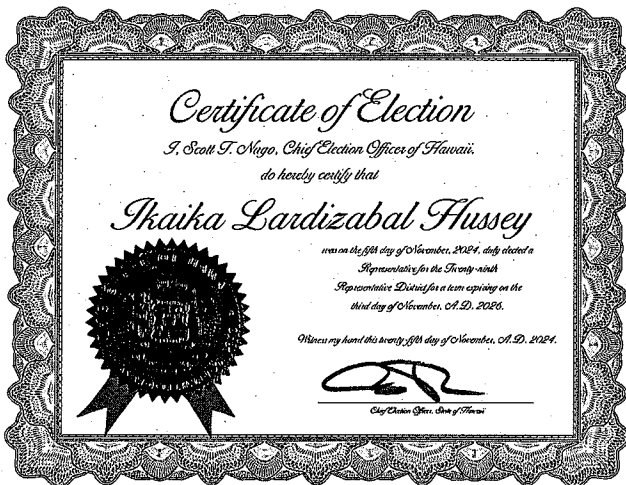 Certificate of Election
I, Scott T. Nago, Chief Election Officer of Hawaii,
do hereby certify that
Ikaika Lardizabal Hussey
was on the fifth day of November, 2024, duly elected a
Representative for the Twenty-ninth
Representative District for a term expiring on the
third day of November, A.D. 2026.
Witness my hand this twenty-fifth day of November, A.D. 2024.
Chief Election Officer, State of Hawaii